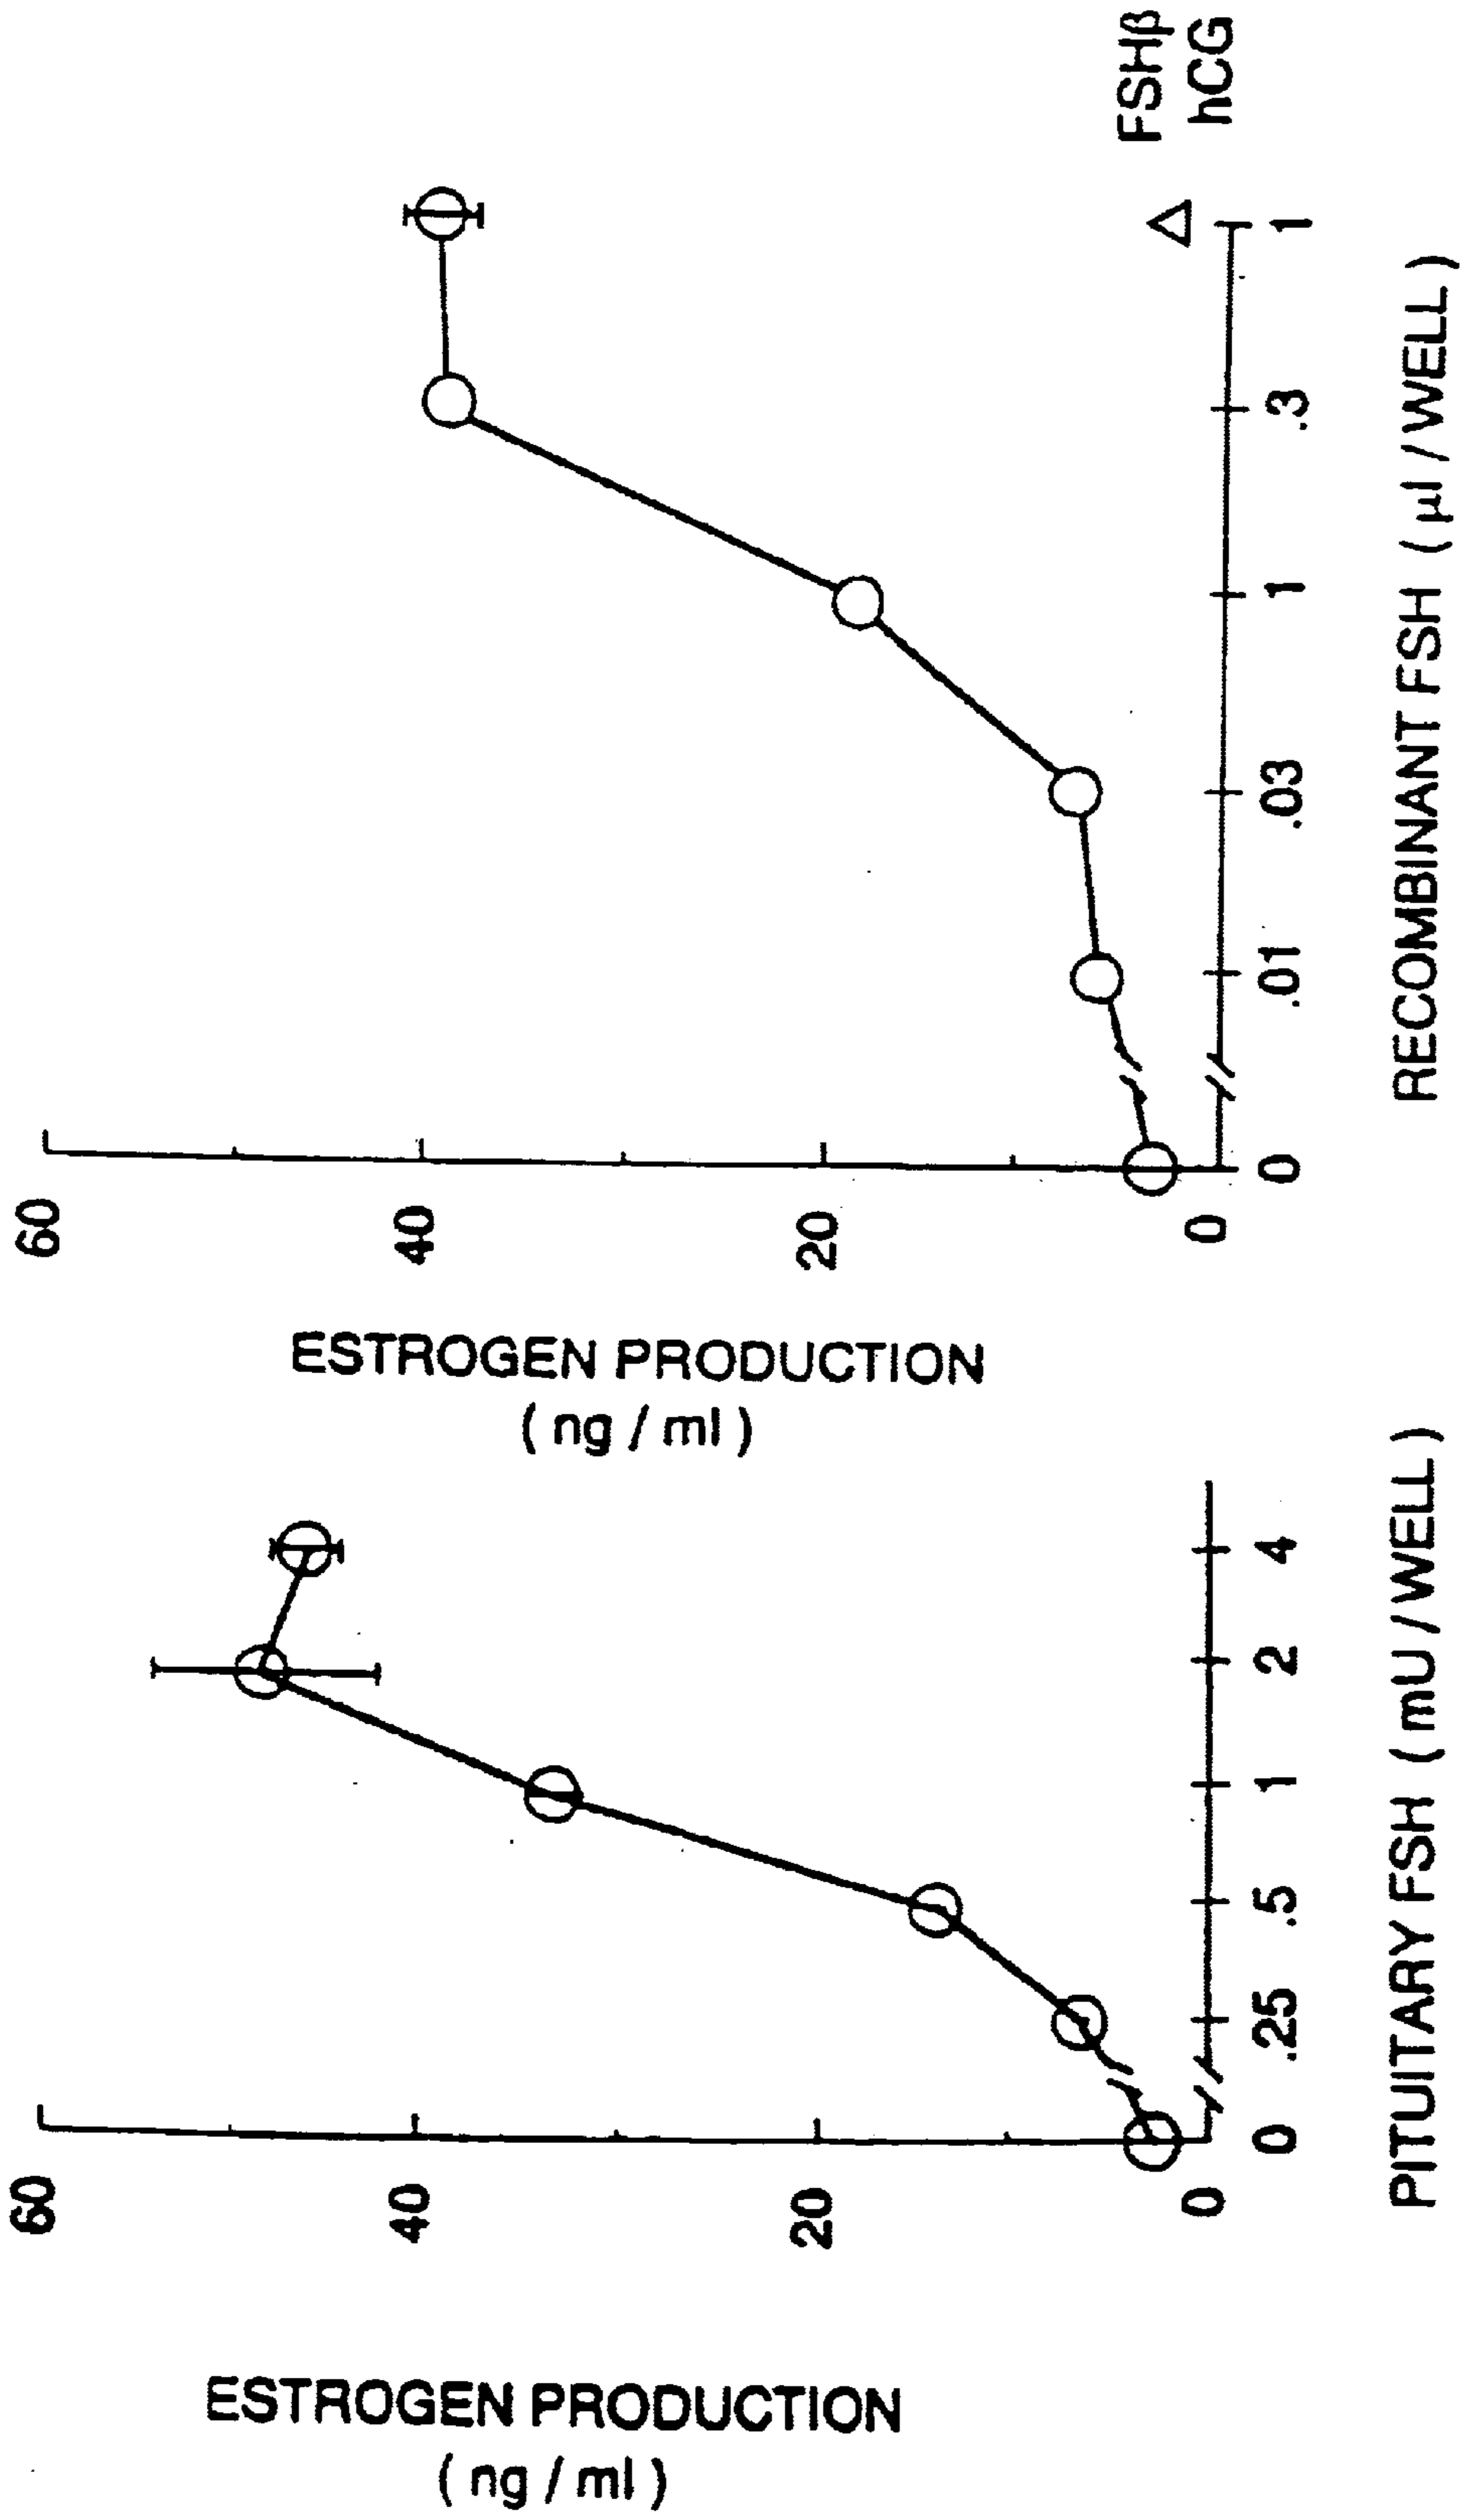 ESTROGEN PRODUCTION
( ng / ml )
60
40
20
0
0
.25
.5
1
2
4
PITUITARY FSH ( mU / WELL )
ESTROGEN PRODUCTION
( ng / ml )
60
40
20
0
0
.01
.03
1
.3
1
FSHβ
hCG
RECOMBINANT FSH ( µl / WELL )